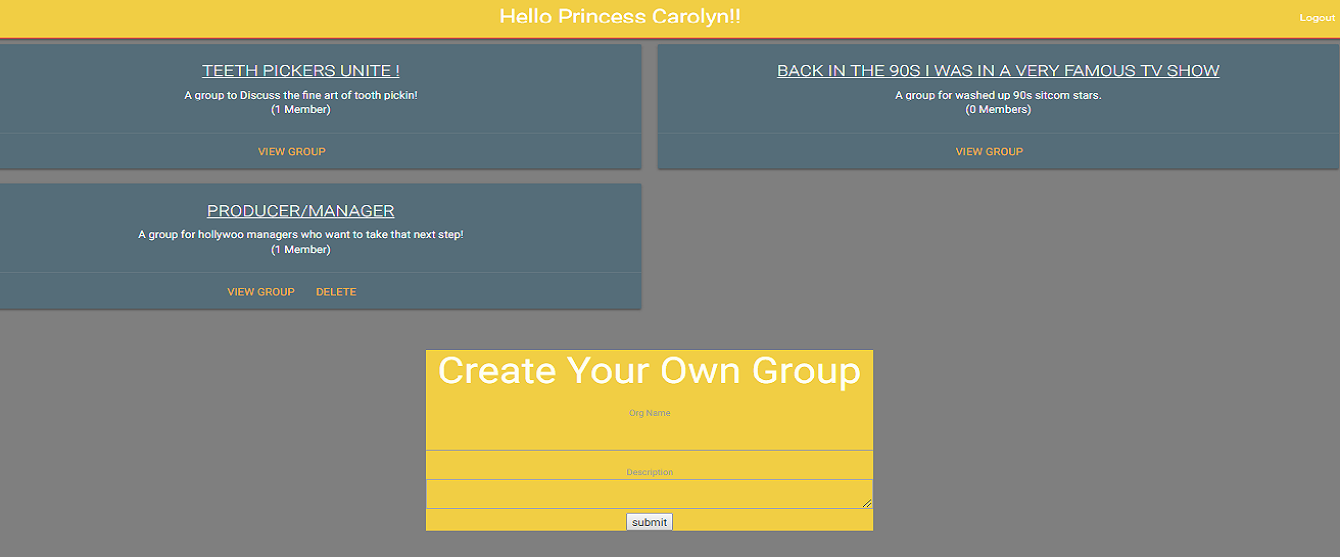 Hello Princess Carolyn!!
Logout
TEETH PICKERS UNITE !
A group to Discuss the fine art of tooth pickin!
(1 Member)
VIEW GROUP
BACK IN THE 90S I WAS IN A VERY FAMOUS TV SHOW
A group for washed up 90s sitcom stars.
(0 Members)
VIEW GROUP
PRODUCER/MANAGER
A group for hollywoo managers who want to take that next step!
(1 Member)
VIEW GROUP DELETE
Create Your Own Group
Org Name
Description
submit